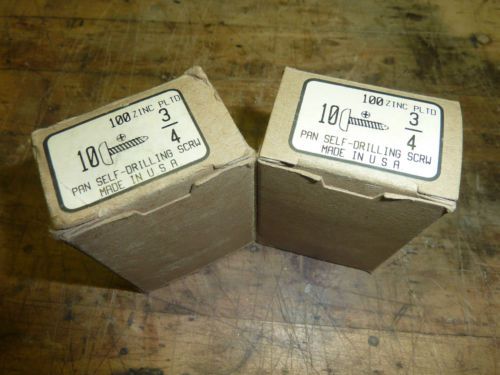 100 ZINC PLTD
10 3/4
PAN SELF-DRILLING SCRW
MADE IN U S A
100 ZINC PLTD
10 3/4
PAN SELF-DRILLING SCRW
MADE IN U S A